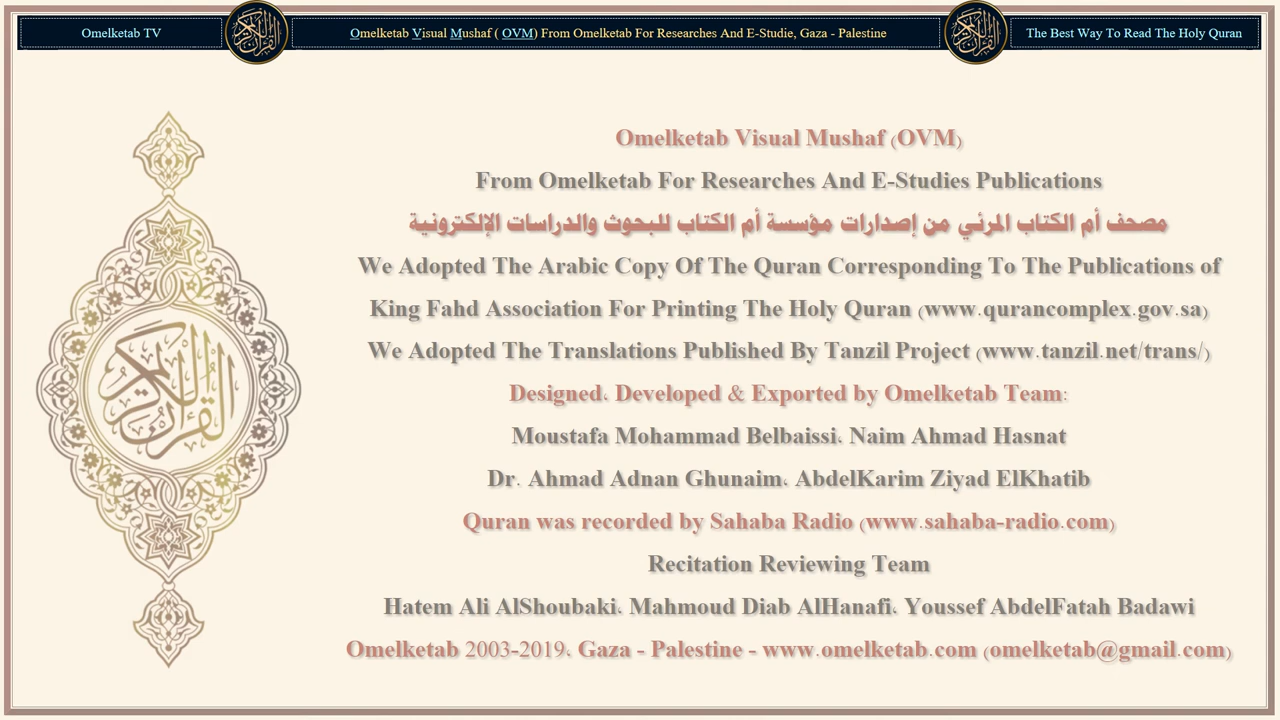 Omelketab TV
Omelketab Visual Mushaf ( OVM) From Omelketab For Researches And E-Studie, Gaza - Palestine
The Best Way To Read The Holy Quran
Omelketab Visual Mushaf (OVM)
From Omelketab For Researches And E-Studies Publications
مصحف أم الكتاب المرئي من إصدارات مؤسسة أم الكتاب للبحوث والدراسات الإلكترونية
We Adopted The Arabic Copy Of The Quran Corresponding To The Publications of
King Fahd Association For Printing The Holy Quran (www.qurancomplex.gov.sa)
We Adopted The Translations Published By Tanzil Project (www.tanzil.net/trans/)
Designed، Developed & Exported by Omelketab Team:
Moustafa Mohammad Belbaissi، Naim Ahmad Hasnat
Dr. Ahmad Adnan Ghunaim، AbdelKarim Ziyad ElKhatib
Quran was recorded by Sahaba Radio (www.sahaba-radio.com)
Recitation Reviewing Team
Hatem Ali AlShoubaki، Mahmoud Diab AlHanafi، Youssef AbdelFatah Badawi
Omelketab 2003-2019، Gaza - Palestine - www.omelketab.com (omelketab@gmail.com)
القرآن الكريم